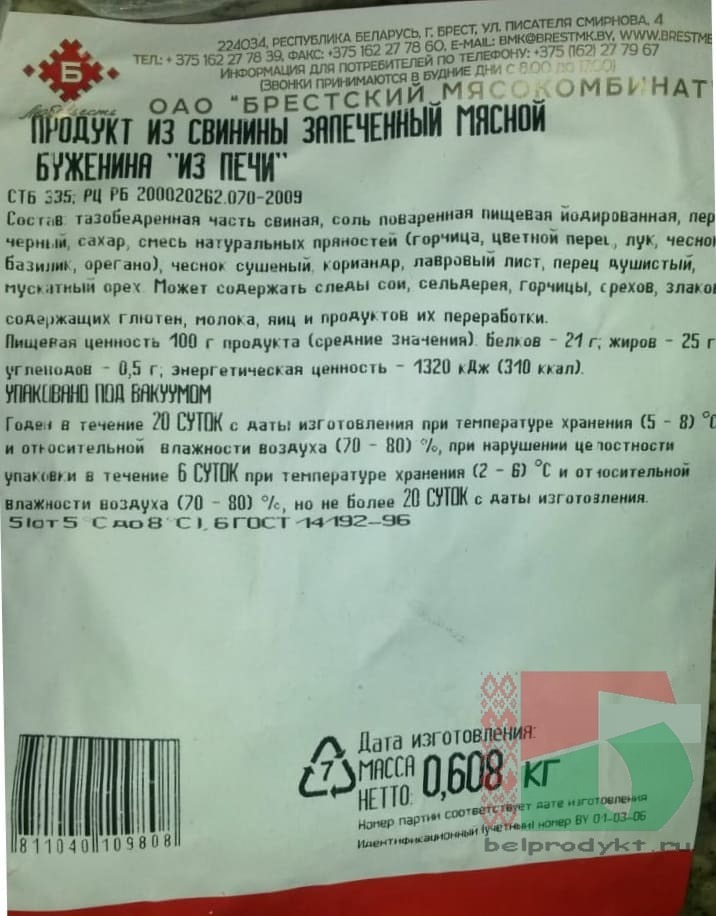 224034, РЕСПУБЛИКА БЕЛАРУСЬ, Г. БРЕСТ, УЛ. ПИСАТЕЛЯ СМИРНОВА, 4
ТЕЛ.: +375 162 27 78 39, ФАКС: +375 162 27 78 60, E-MAIL: BMK@BRESTMK.BY, WWW.BRESTME
ИНФОРМАЦИЯ ДЛЯ ПОТРЕБИТЕЛЕЙ ПО ТЕЛЕФОНУ: +375 (162) 27 79 67
(ЗВОНКИ ПРИНИМАЮТСЯ В БУДНИЕ ДНИ С 8.00 ДО 17.00)
Б
ОАО "БРЕСТСКИЙ МЯСОКОМБИНАТ"
ПРОДУКТ ИЗ СВИНИНЫ ЗАПЕЧЕННЫЙ МЯСНОЙ
БУЖЕНИНА "ИЗ ПЕЧИ"
СТБ 335; РЦ РБ 200020262.070-2009
Состав: тазобедренная часть свиная, соль поваренная пищевая йодированная, пер
черный, сахар, смесь натуральных пряностей (горчица, цветной перец, лук, чеснок
базилик, орегано), чеснок сушеный, кориандр, лавровый лист, перец душистый,
мускатный орех. Может содержать следы сои, сельдерея, горчицы, орехов, злаков
содержащих глютен, молока, яиц и продуктов их переработки.
Пищевая ценность 100 г продукта (средние значения): Белков - 21 г; жиров - 25 г
углеводов - 0,5 г; энергетическая ценность - 1320 кДж (310 ккал).
УПАКОВАНО ПОД ВАКУУМОМ
Годен в течение 20 СУТОК с даты изготовления при температуре хранения (5 - 8) °С
и относительной влажности воздуха (70 - 80) %, при нарушении целостности
упаковки в течение 6 СУТОК при температуре хранения (2 - 6) °С и относительной
влажности воздуха (70 - 80) %, но не более 20 СУТОК с даты изготовления.
5(от 5 °С до 8 °С), 6 ГОСТ 14192-96
Дата изготовления:
7
МАССА НЕТТО: 0,608 КГ
Номер партии соответствует дате изготовления
Идентификационный (учетный) номер BY 01-03-06
811040 109808
belprodykt.ru